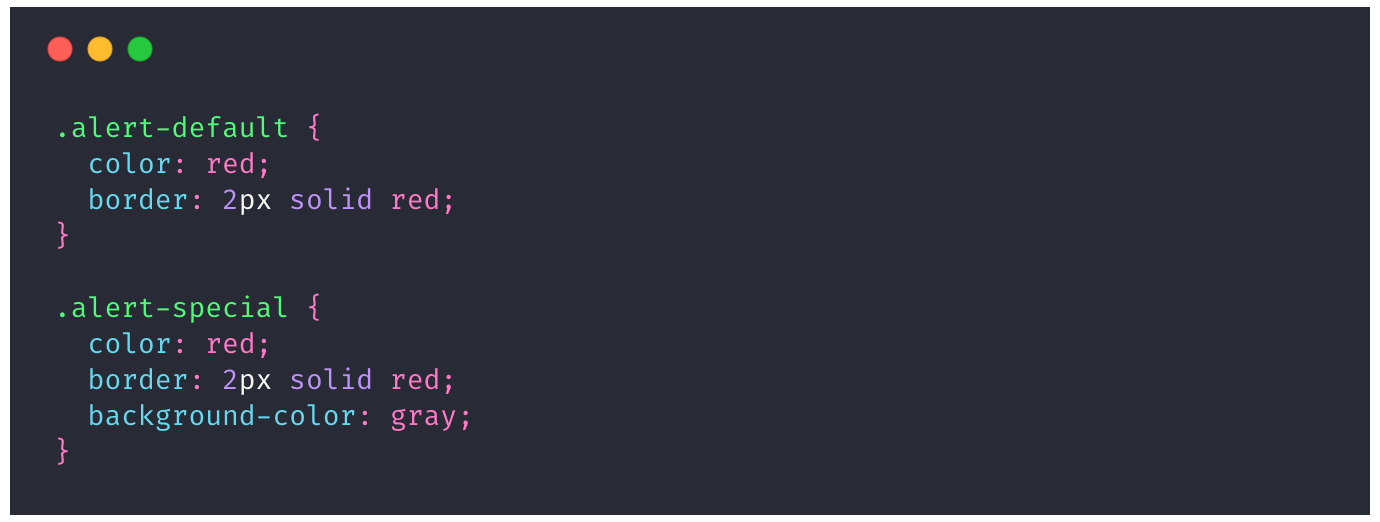 .alert-default {
  color: red;
  border: 2px solid red;
}

.alert-special {
  color: red;
  border: 2px solid red;
  background-color: gray;
}